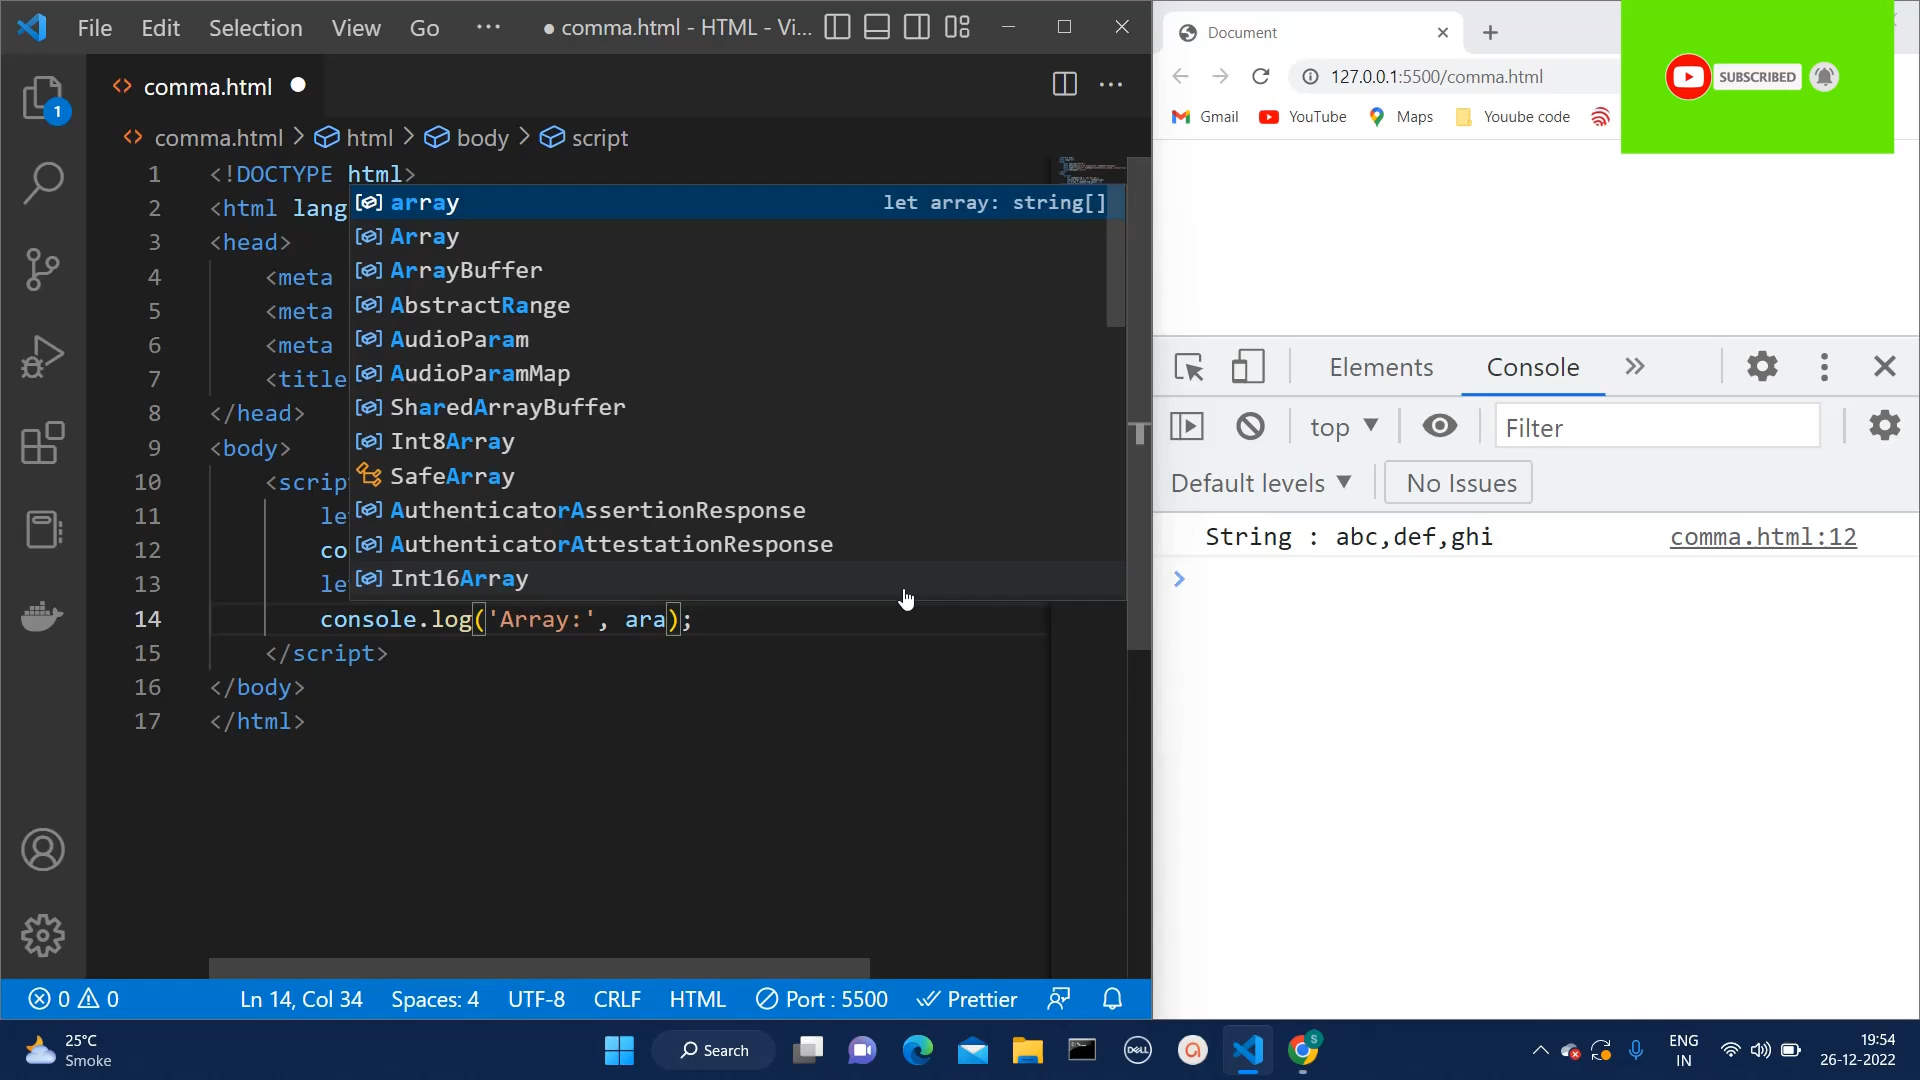 File Edit Selection View Go ··· ● comma.html - HTML - Vi...
comma.html
1
comma.html > html > body > script
1 <!DOCTYPE html>
2 <html lang
3 <head>
4 <meta
5 <meta
6 <meta
7 <title
8 </head>
9 <body>
10 <script
11 let
12 co
13 let
14 console.log('Array:', ara);
15 </script>
16 </body>
17 </html>
array let array: string[]
Array
ArrayBuffer
AbstractRange
AudioParam
AudioParamMap
SharedArrayBuffer
Int8Array
SafeArray
AuthenticatorAssertionResponse
AuthenticatorAttestationResponse
Int16Array
0 0 Ln 14, Col 34 Spaces: 4 UTF-8 CRLF HTML Port : 5500 Prettier
Document
127.0.0.1:5500/comma.html
Gmail YouTube Maps Youube code
SUBSCRIBED
Elements Console
top Filter
Default levels No Issues
String : abc,def,ghi comma.html:12
25°C
Smoke
Search
DELL
a
S
ENG
IN
19:54
26-12-2022